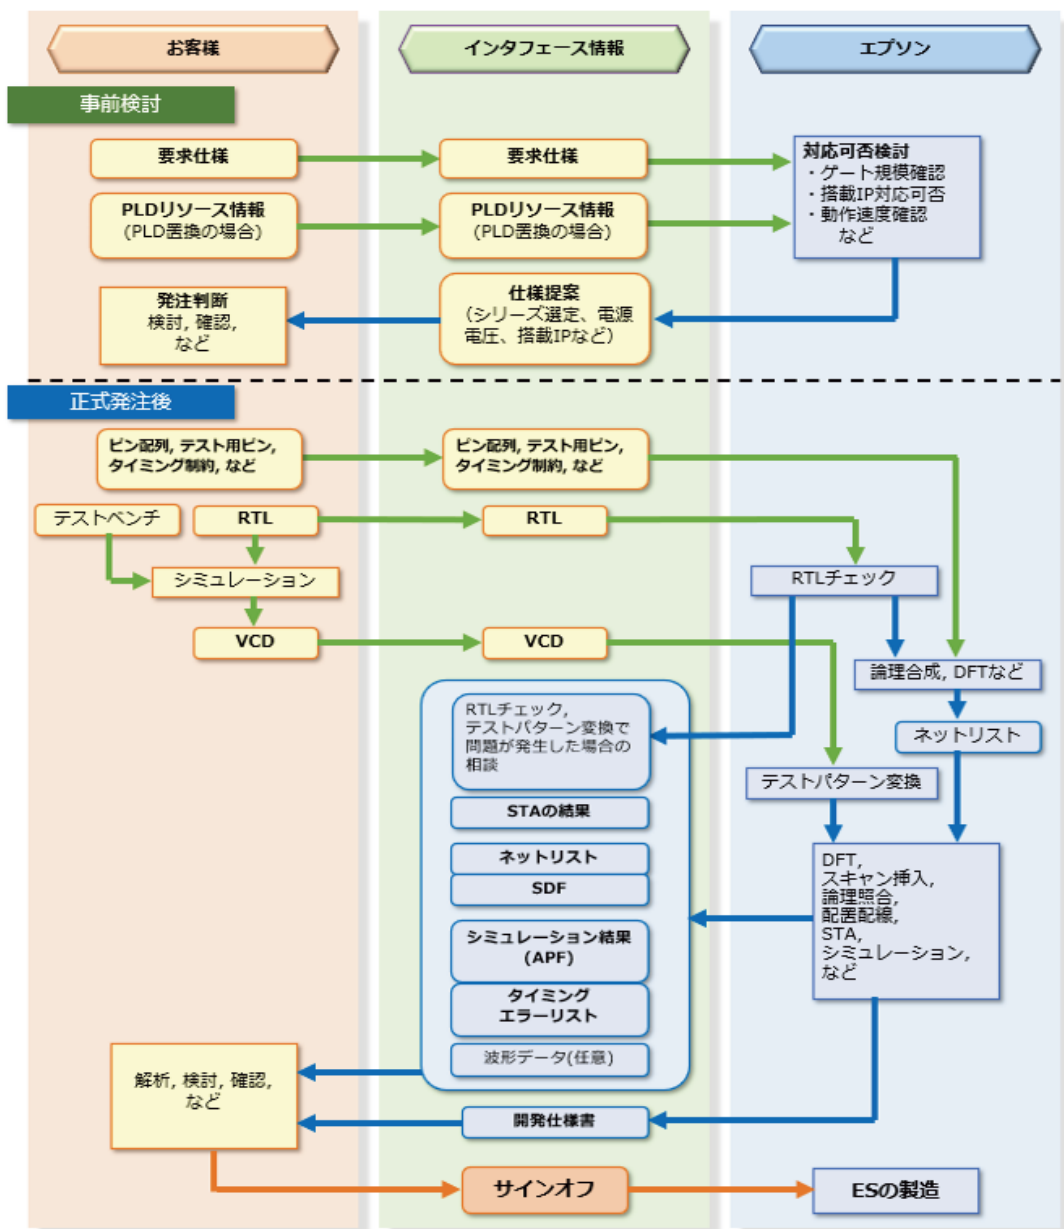 お客様
インタフェース情報
エプソン
事前検討
要求仕様
要求仕様
対応可否検討
・ゲート規模確認
・搭載IP対応可否
・動作速度確認
など
PLDリソース情報
(PLD置換の場合)
PLDリソース情報
(PLD置換の場合)
発注判断
検討, 確認,
など
仕様提案
（シリーズ選定、電源
電圧、搭載IPなど）
正式発注後
ピン配列, テスト用ピン,
タイミング制約, など
ピン配列, テスト用ピン,
タイミング制約, など
テストベンチ
RTL
RTL
シミュレーション
RTLチェック
VCD
VCD
論理合成, DFTなど
ネットリスト
RTLチェック,
テストパターン変換で
問題が発生した場合の
相談
テストパターン変換
STAの結果
ネットリスト
SDF
DFT,
スキャン挿入,
論理照合,
配置配線,
STA,
シミュレーション,
など
シミュレーション結果
(APF)
タイミング
エラーリスト
波形データ(任意)
解析, 検討, 確認,
など
開発仕様書
サインオフ
ESの製造